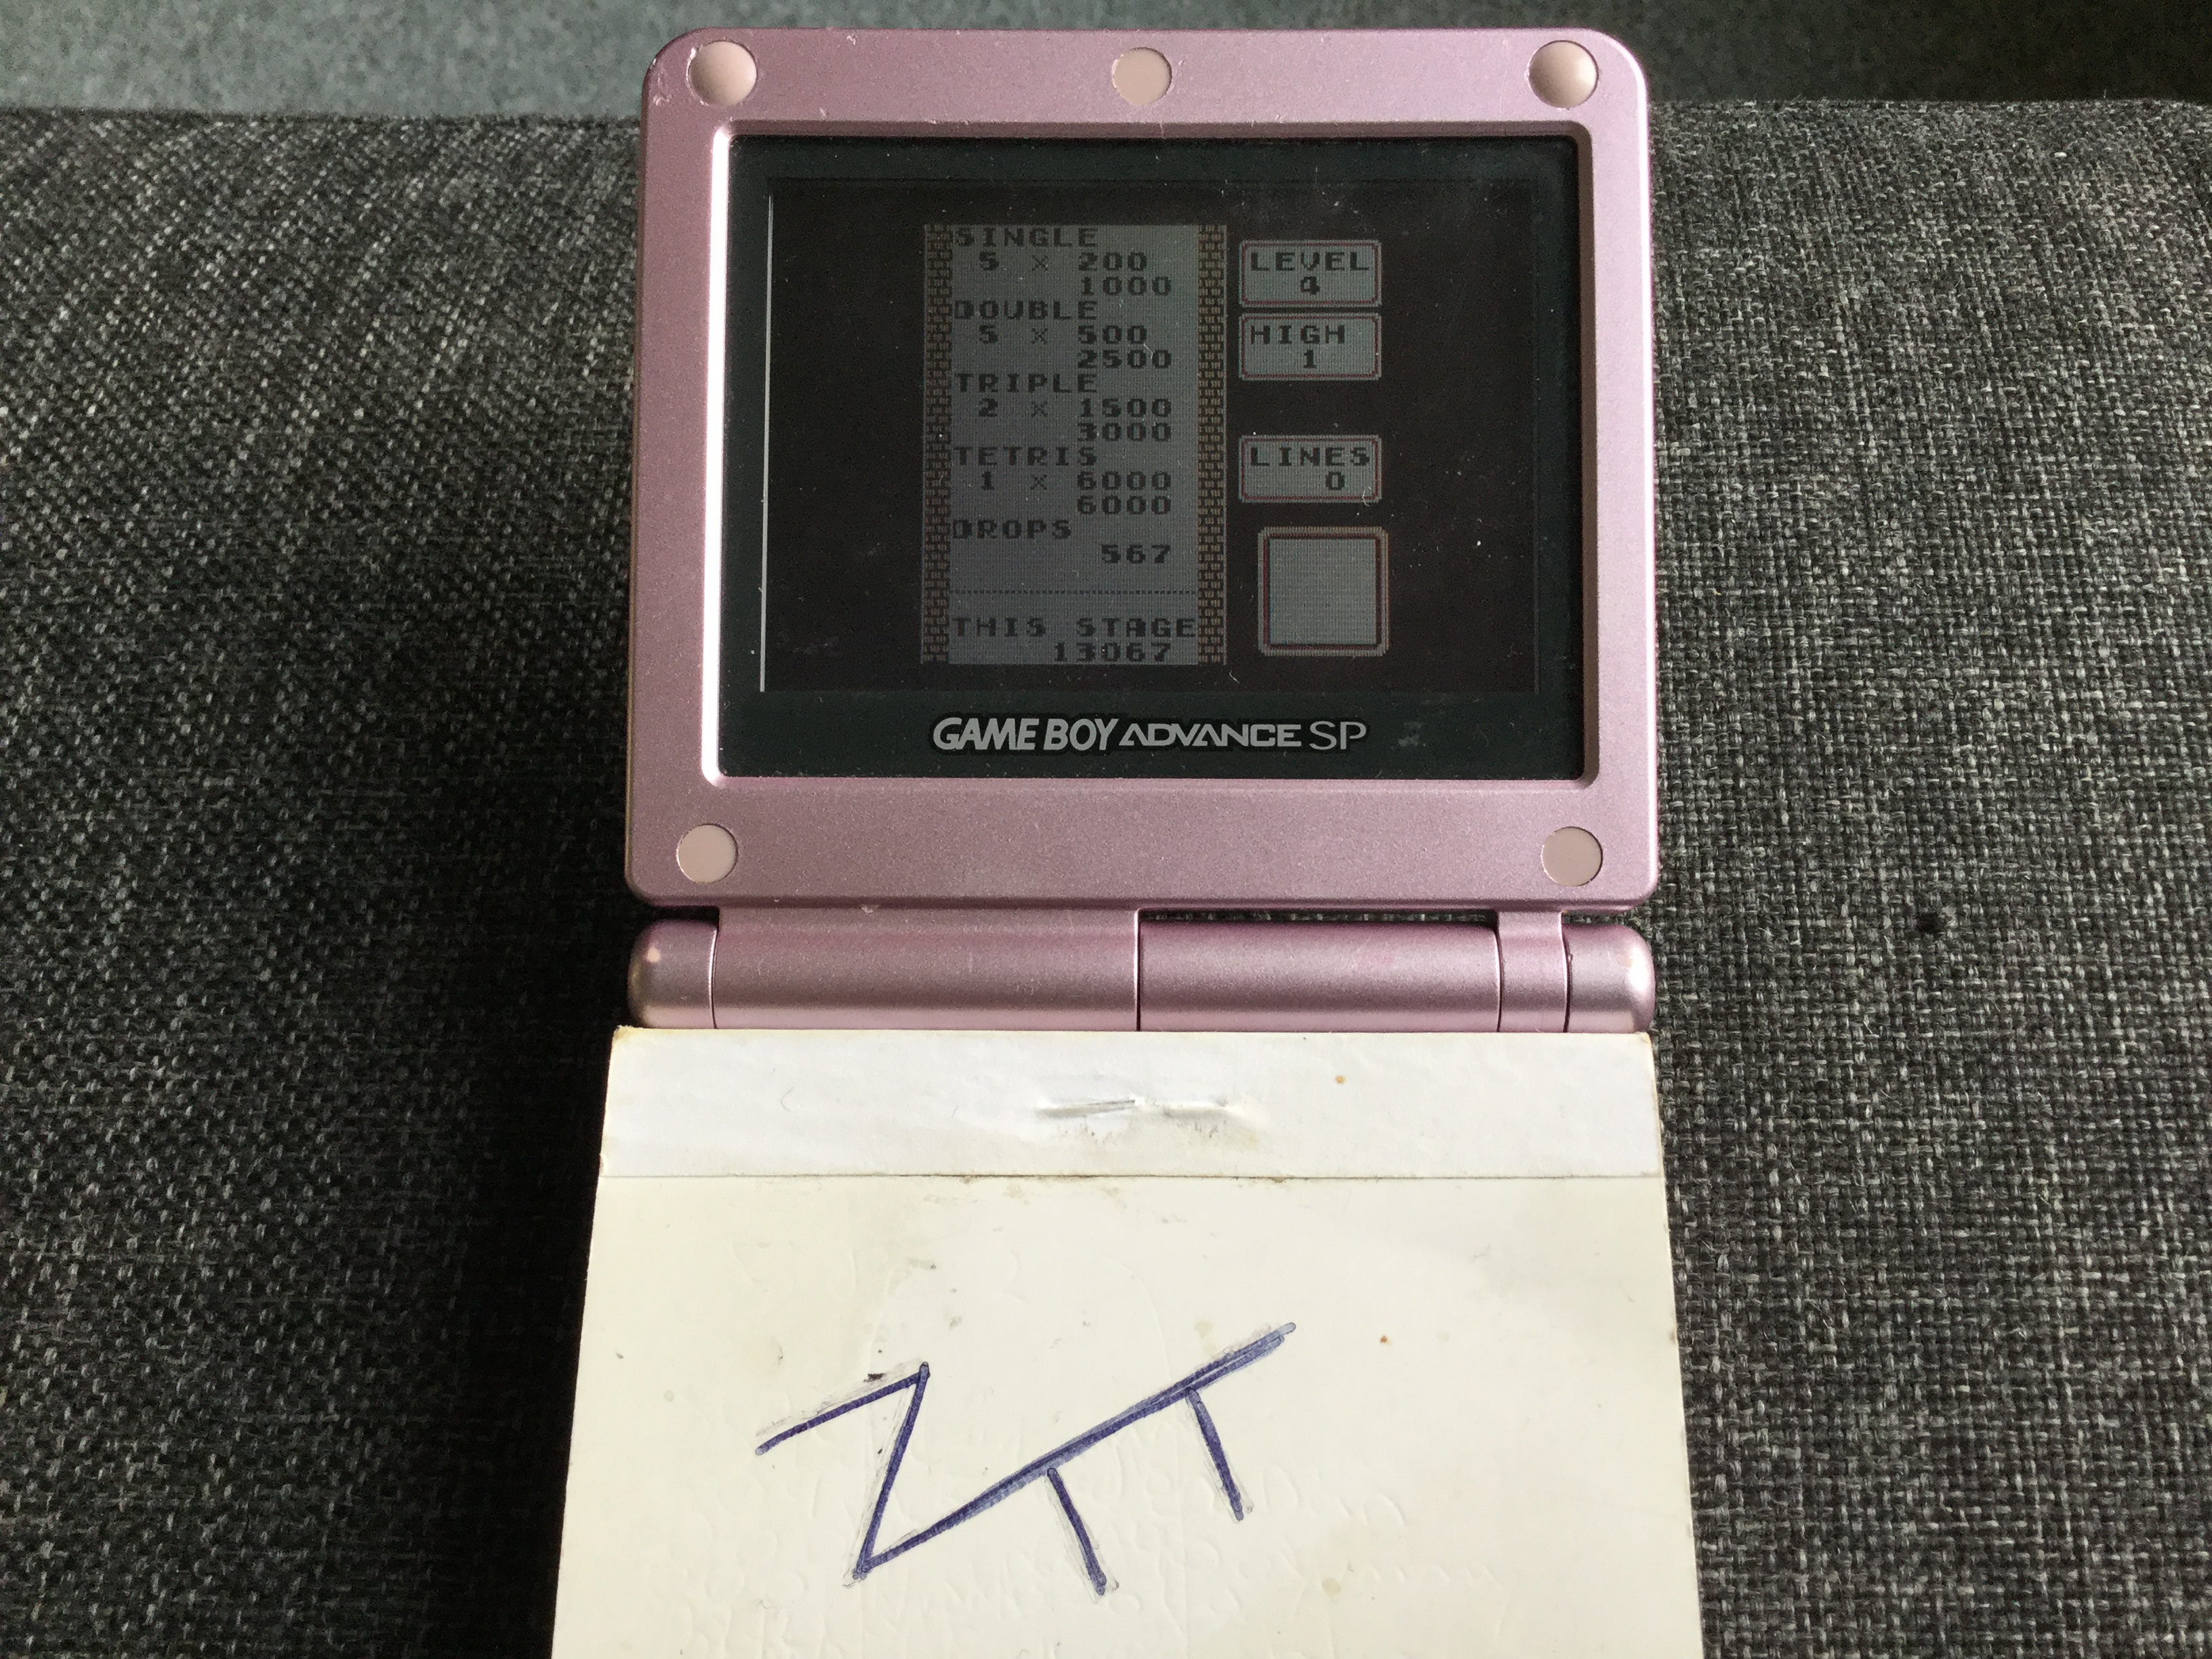 SINGLE
5 × 200
1000
DOUBLE
5 × 500
2500
TRIPLE
2 × 1500
3000
TETRIS
1 × 6000
6000
DROPS
567
THIS STAGE
13067
LEVEL
4
HIGH
1
LINES
0
GAME BOY ADVANCE SP
ZTT